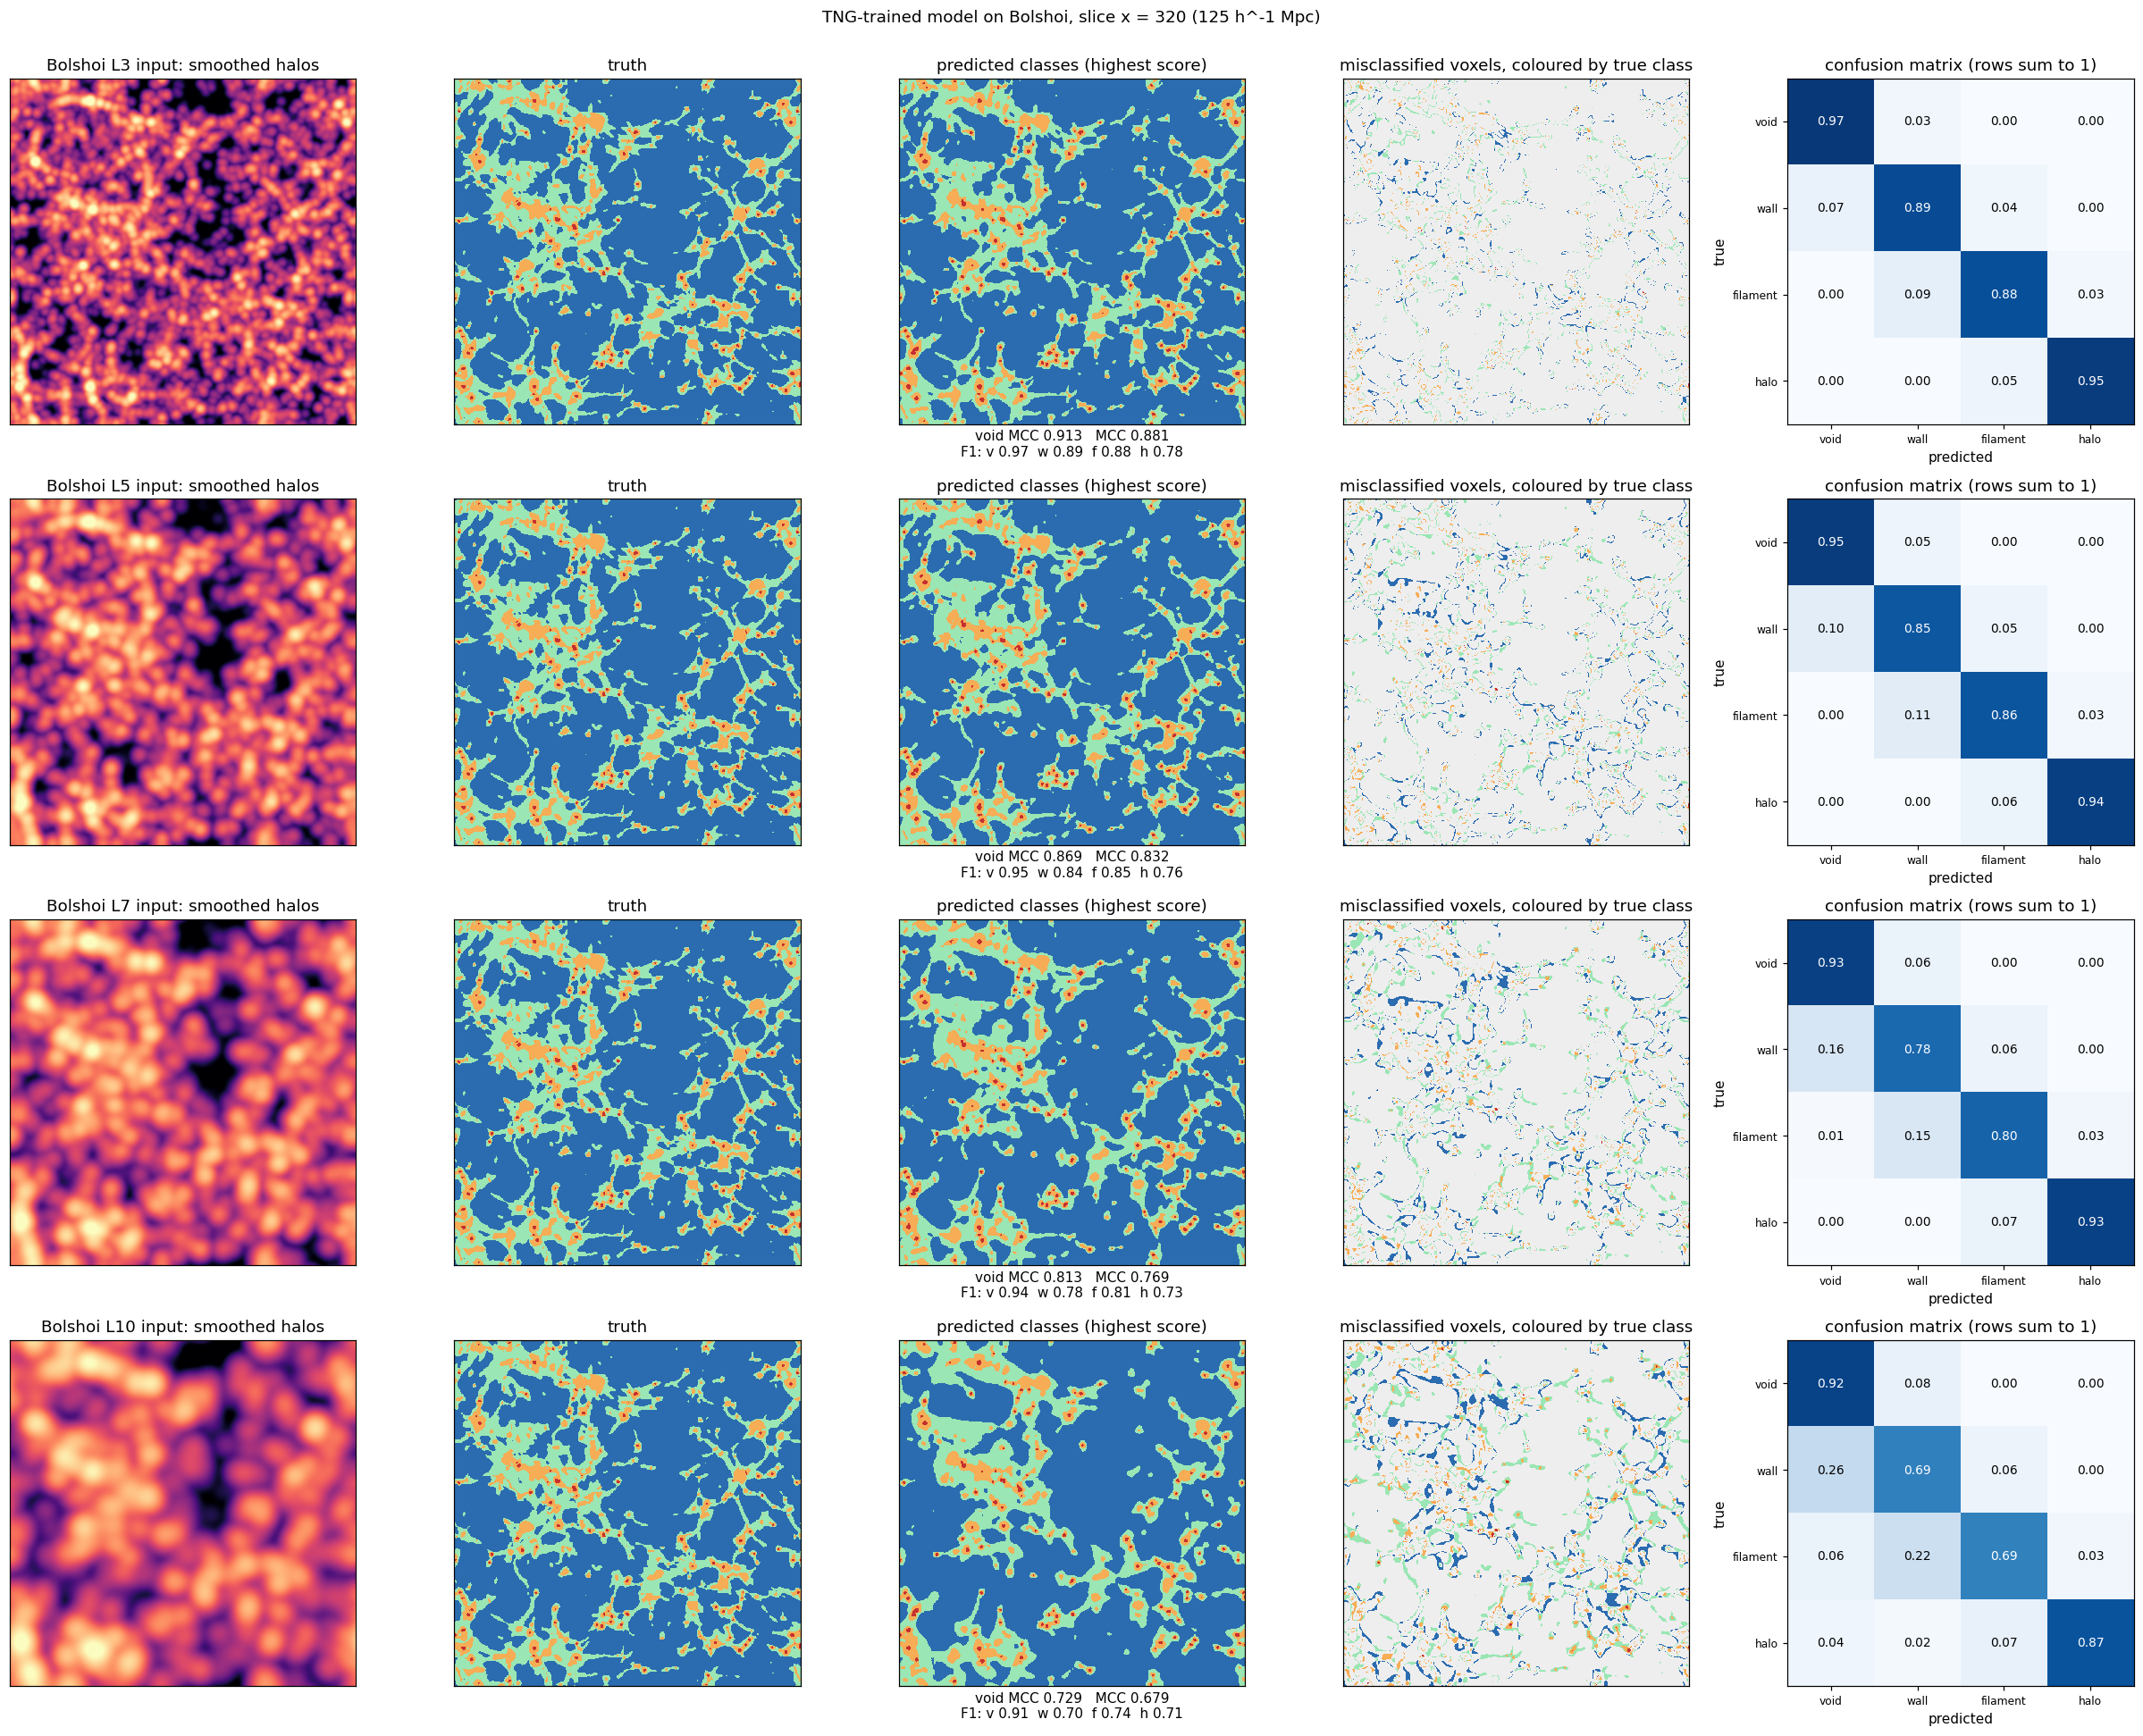 TNG-trained model on Bolshoi, slice x = 320 (125 h^-1 Mpc)
Bolshoi L3 input: smoothed halos
truth
predicted classes (highest score)
misclassified voxels, coloured by true class
confusion matrix (rows sum to 1)
void 0.97 0.03 0.00 0.00
wall 0.07 0.89 0.04 0.00
true
filament 0.00 0.09 0.88 0.03
halo 0.00 0.00 0.05 0.95
void wall filament halo
predicted
void MCC 0.913 MCC 0.881
F1: v 0.97 w 0.89 f 0.88 h 0.78
Bolshoi L5 input: smoothed halos
truth
predicted classes (highest score)
misclassified voxels, coloured by true class
confusion matrix (rows sum to 1)
void 0.95 0.05 0.00 0.00
wall 0.10 0.85 0.05 0.00
true
filament 0.00 0.11 0.86 0.03
halo 0.00 0.00 0.06 0.94
void wall filament halo
predicted
void MCC 0.869 MCC 0.832
F1: v 0.95 w 0.84 f 0.85 h 0.76
Bolshoi L7 input: smoothed halos
truth
predicted classes (highest score)
misclassified voxels, coloured by true class
confusion matrix (rows sum to 1)
void 0.93 0.06 0.00 0.00
wall 0.16 0.78 0.06 0.00
true
filament 0.01 0.15 0.80 0.03
halo 0.00 0.00 0.07 0.93
void wall filament halo
predicted
void MCC 0.813 MCC 0.769
F1: v 0.94 w 0.78 f 0.81 h 0.73
Bolshoi L10 input: smoothed halos
truth
predicted classes (highest score)
misclassified voxels, coloured by true class
confusion matrix (rows sum to 1)
void 0.92 0.08 0.00 0.00
wall 0.26 0.69 0.06 0.00
true
filament 0.06 0.22 0.69 0.03
halo 0.04 0.02 0.07 0.87
void wall filament halo
predicted
void MCC 0.729 MCC 0.679
F1: v 0.91 w 0.70 f 0.74 h 0.71